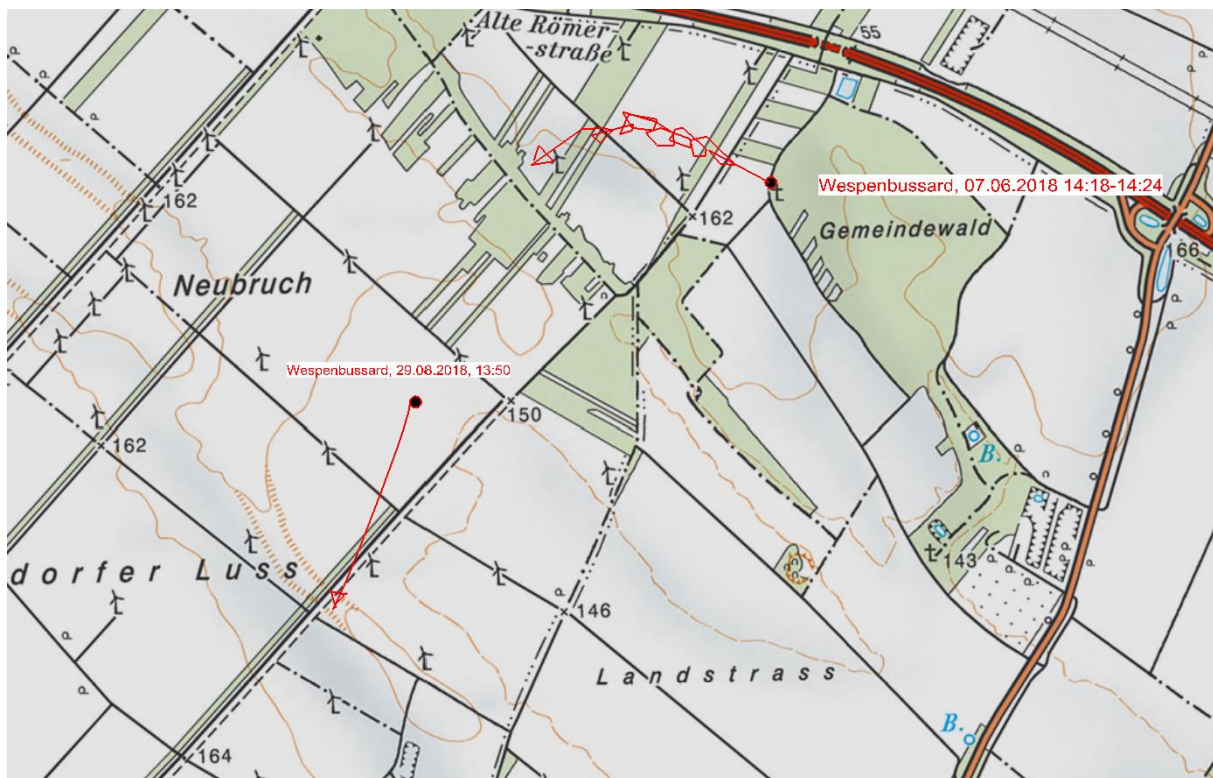 Alte Römer-
-straße
55
Wespenbussard, 07.06.2018 14:18-14:24
162
162
Gemeindewald
166
Neubruch
Wespenbussard, 29.08.2018, 13:50
150
162
B.
143
dorfer Luss
146
Landstrass
B.
164